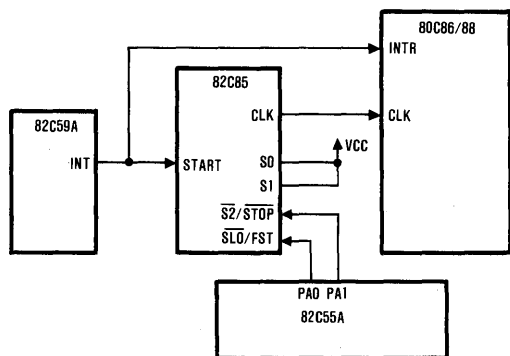 80C86/88
INTR
82C85
CLK
CLK
82C59A
VCC
INT
START
S0
S1
S2/STOP
SLO/FST
PA0 PA1
82C55A